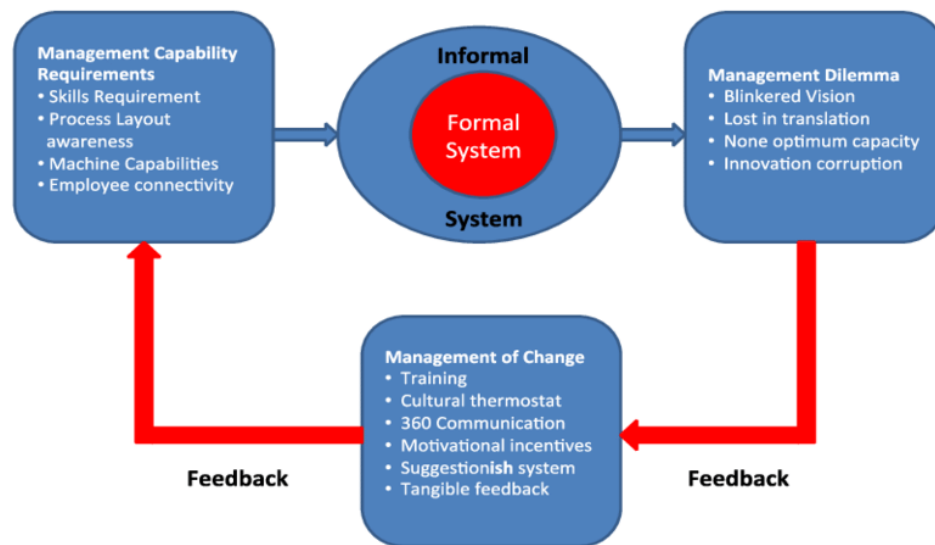 Management Capability
Requirements
• Skills Requirement
• Process Layout
awareness
• Machine Capabilities
• Employee connectivity
Informal
Formal
System
System
Management Dilemma
• Blinkered Vision
• Lost in translation
• None optimum capacity
• Innovation corruption
Management of Change
• Training
• Cultural thermostat
• 360 Communication
• Motivational incentives
• Suggestionish system
• Tangible feedback
Feedback
Feedback